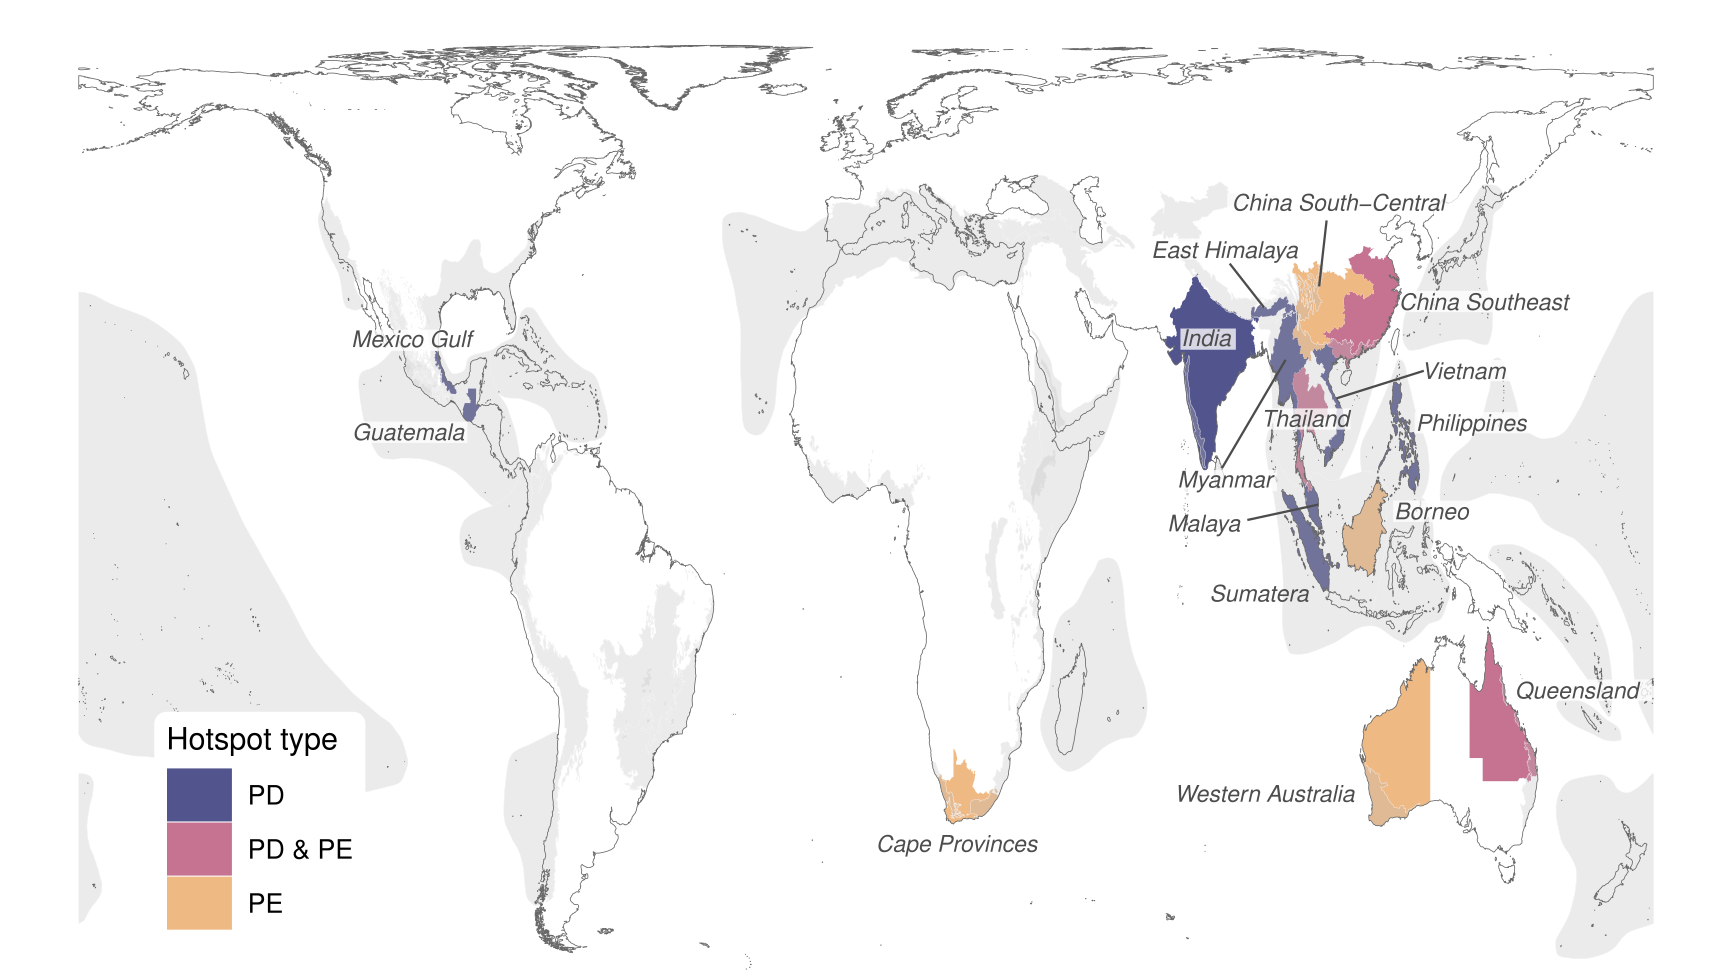 China South−Central
East Himalaya
China Southeast
India
Mexico Gulf
Vietnam
Guatemala
Thailand
Philippines
Myanmar
Borneo
Malaya
Sumatera
Queensland
Hotspot type
PD
Western Australia
PD & PE
Cape Provinces
PE